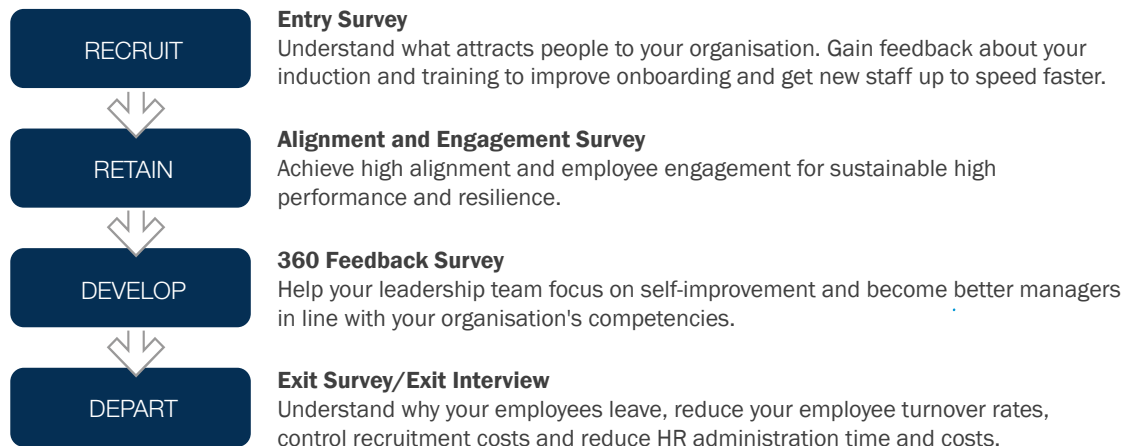 RECRUIT
Entry Survey
Understand what attracts people to your organisation. Gain feedback about your
induction and training to improve onboarding and get new staff up to speed faster.
RETAIN
Alignment and Engagement Survey
Achieve high alignment and employee engagement for sustainable high
performance and resilience.
DEVELOP
360 Feedback Survey
Help your leadership team focus on self-improvement and become better managers
in line with your organisation's competencies.
DEPART
Exit Survey/Exit Interview
Understand why your employees leave, reduce your employee turnover rates,
control recruitment costs and reduce HR administration time and costs.